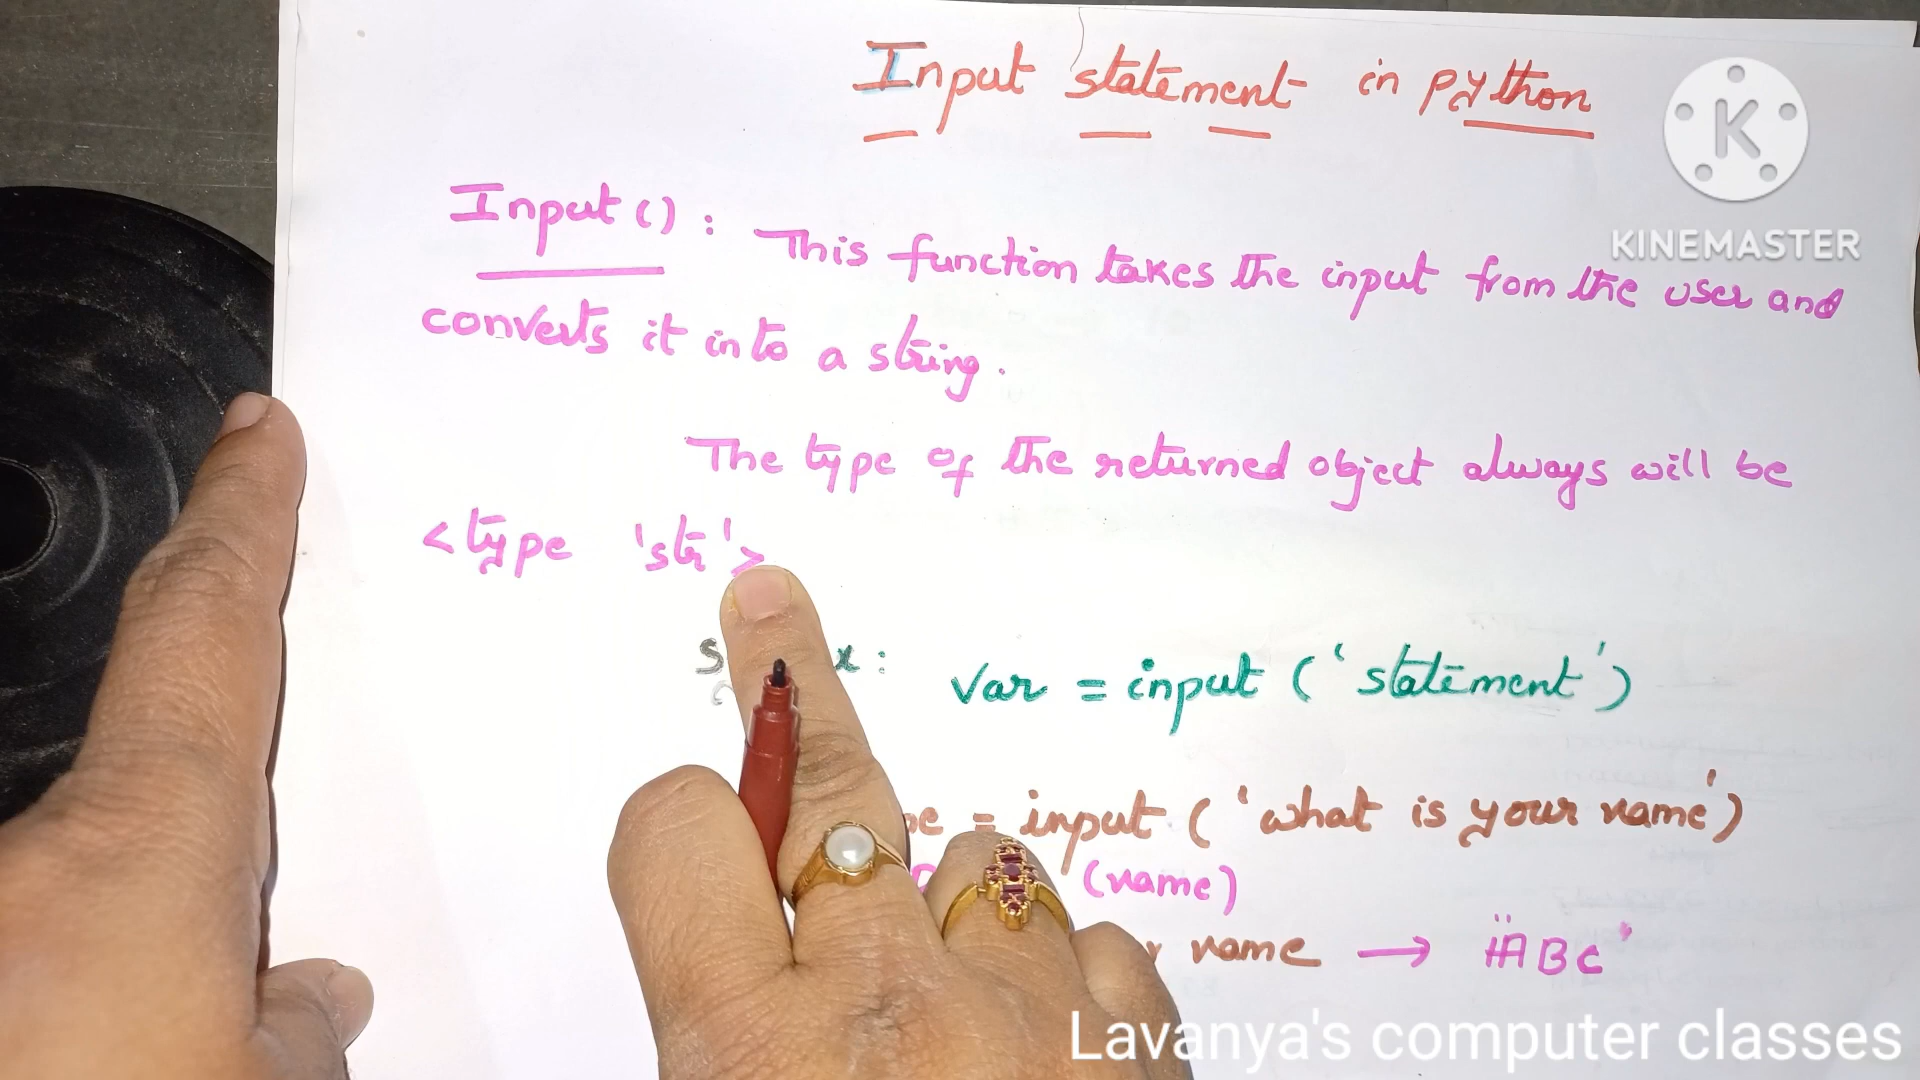 Input statement in python
K
KINEMASTER
Input() : This function takes the input from the user and
converts it into a string.
The type of the returned object always will be
<type 'str'>
var = input ('statement')
= input ('what is your name')
(name)
name → ABC'
Lavanya's computer classes